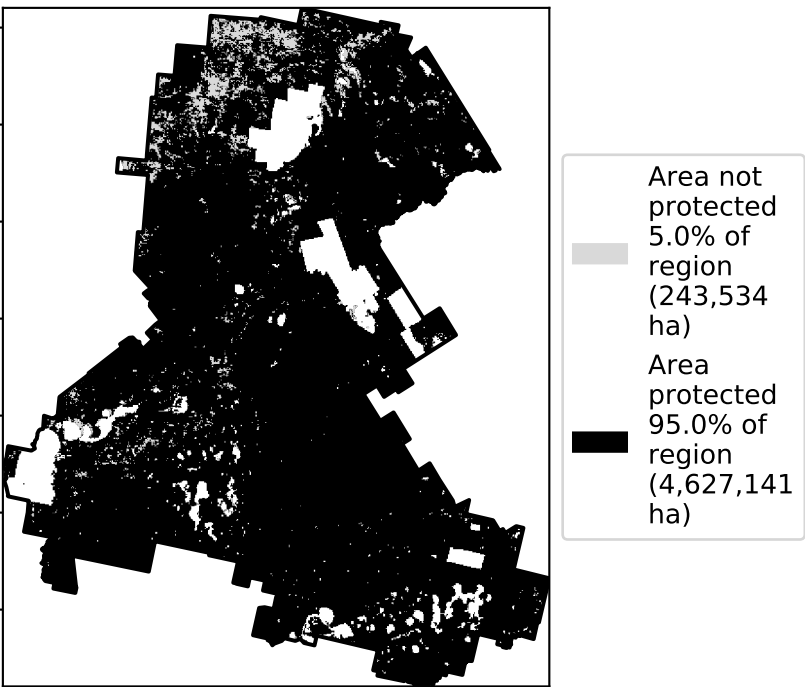 Area not
protected
5.0% of
region
(243,534
ha)
Area
protected
95.0% of
region
(4,627,141
ha)